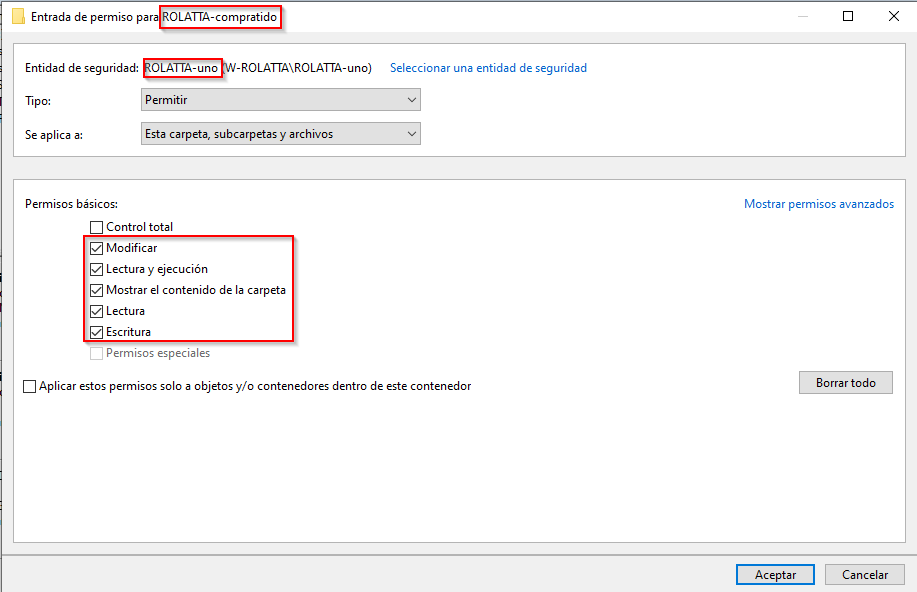 Entrada de permiso para ROLATTA-compratido
Entidad de seguridad: ROLATTA-uno (W-ROLATTA\ROLATTA-uno) Seleccionar una entidad de seguridad
Tipo: Permitir
Se aplica a: Esta carpeta, subcarpetas y archivos
Permisos básicos: Mostrar permisos avanzados
Control total
Modificar
Lectura y ejecución
Mostrar el contenido de la carpeta
Lectura
Escritura
Permisos especiales
Aplicar estos permisos solo a objetos y/o contenedores dentro de este contenedor
Borrar todo
Aceptar Cancelar